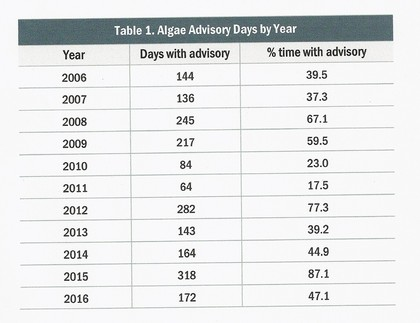 Table 1. Algae Advisory Days by Year
Year Days with advisory % time with advisory
2006 144 39.5
2007 136 37.3
2008 245 67.1
2009 217 59.5
2010 84 23.0
2011 64 17.5
2012 282 77.3
2013 143 39.2
2014 164 44.9
2015 318 87.1
2016 172 47.1